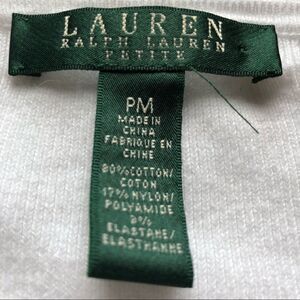 LAUREN
RALPH LAUREN
PETITE
PM
MADE IN
CHINA
FABRIQUE EN
CHINE
80% COTTON/
COTON
17% NYLON/
POLYAMIDE
3%
ELASTANE/
ELASTHANNE